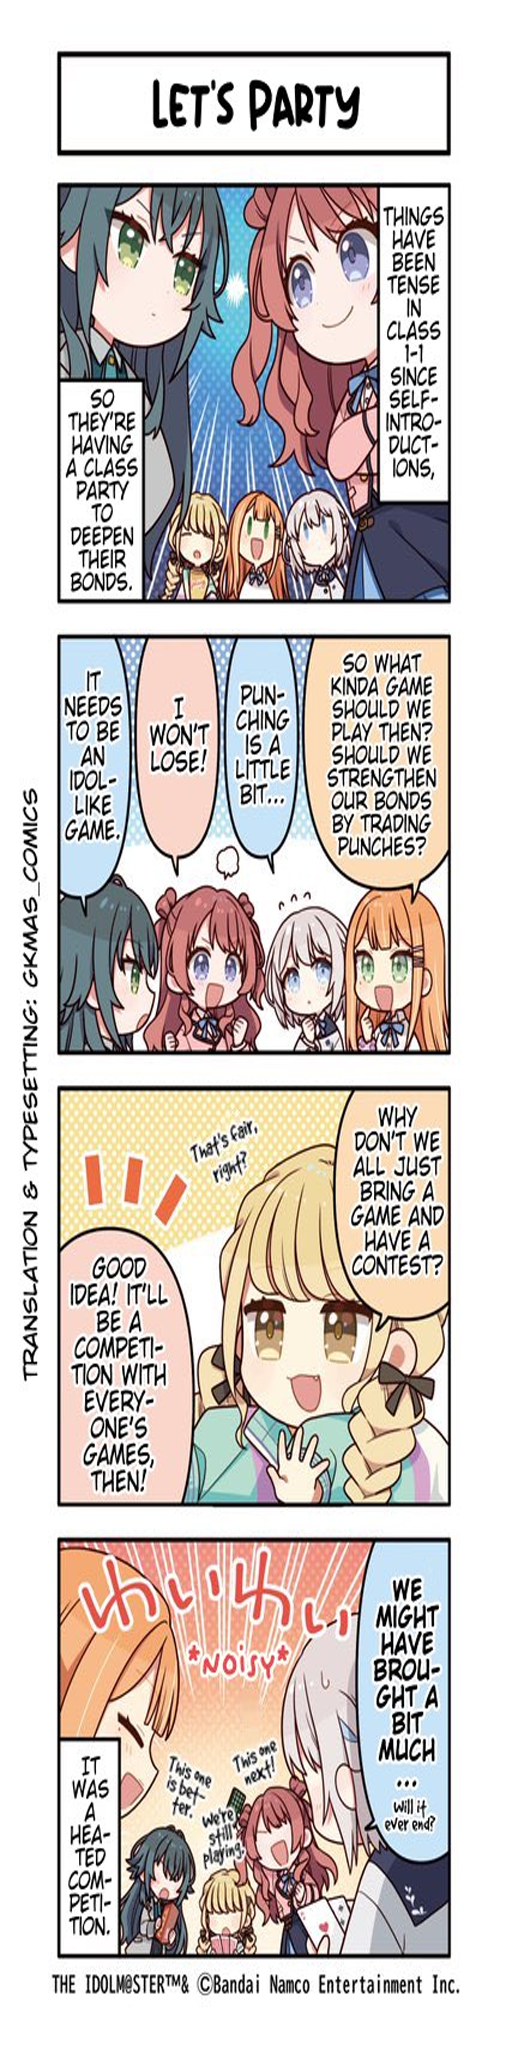 LET'S PARTY
THINGS
HAVE
BEEN
TENSE
IN
CLASS
1-1
SINCE
SELF-
INTRO-
DUCT-
IONS,
SO
THEY'RE
HAVING
A CLASS
PARTY
TO
DEEPEN
THEIR
BONDS.
SO WHAT
KINDA GAME
SHOULD WE
PLAY THEN?
SHOULD WE
STRENGTHEN
OUR BONDS
BY TRADING
PUNCHES?
PUN-
CHING
IS A
LITTLE
BIT...
I
WON'T
LOSE!
IT
NEEDS
TO BE
AN
IDOL-
LIKE
GAME.
WHY
DON'T WE
ALL JUST
BRING A
GAME AND
HAVE A
CONTEST?
That's fair,
right?
GOOD
IDEA! IT'LL
BE A
COMPETI-
TION WITH
EVERY-
ONE'S
GAMES,
THEN!
WE
MIGHT
HAVE
BROU-
GHT A
BIT
MUCH
...
Will it
ever end?
わいわい
*NOISY*
This one
next!
We're
still
playing.
This one
is bet-
ter.
IT
WAS
A
HEA-
TED
COM-
PETI-
TION.
TRANSLATION & TYPESETTING: GKMAS_COMICS
THE IDOLM@STER™& ©Bandai Namco Entertainment Inc.